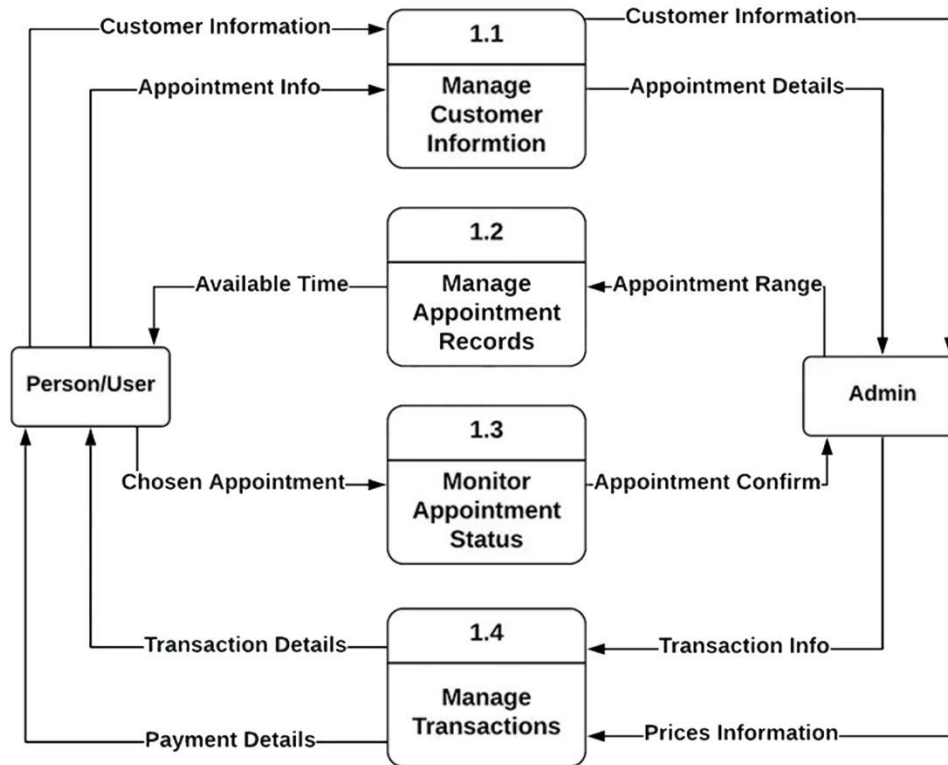 Customer Information
1.1
Customer Information
Appointment Info
Manage
Customer
Informtion
Appointment Details
1.2
Available Time
Manage
Appointment
Records
Appointment Range
Person/User
Admin
1.3
Chosen Appointment
Monitor
Appointment
Status
Appointment Confirm
1.4
Transaction Details
Transaction Info
Manage
Transactions
Payment Details
Prices Information